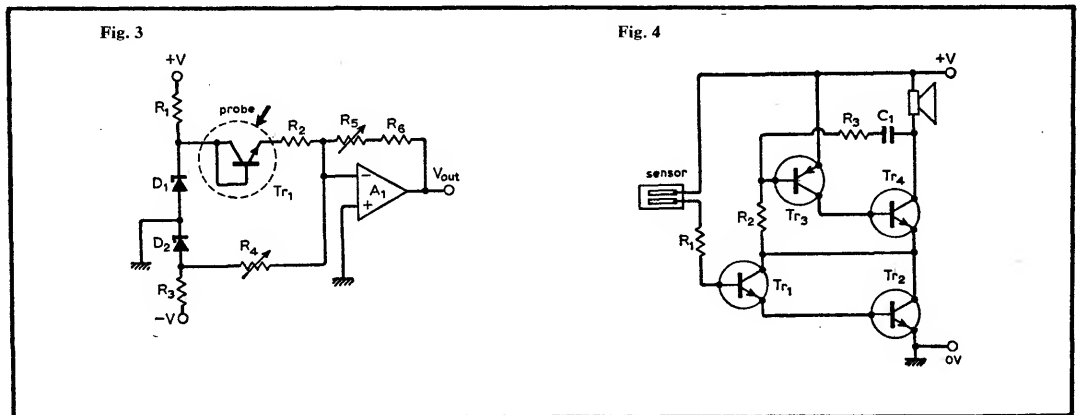 Fig. 3
+V
R1
probe
R2
R5
R6
D1
Tr1
A1
−
+
Vout
D2
R4
R3
−V
Fig. 4
+V
R3
C1
sensor
Tr3
Tr4
R1
R2
Tr1
Tr2
0V